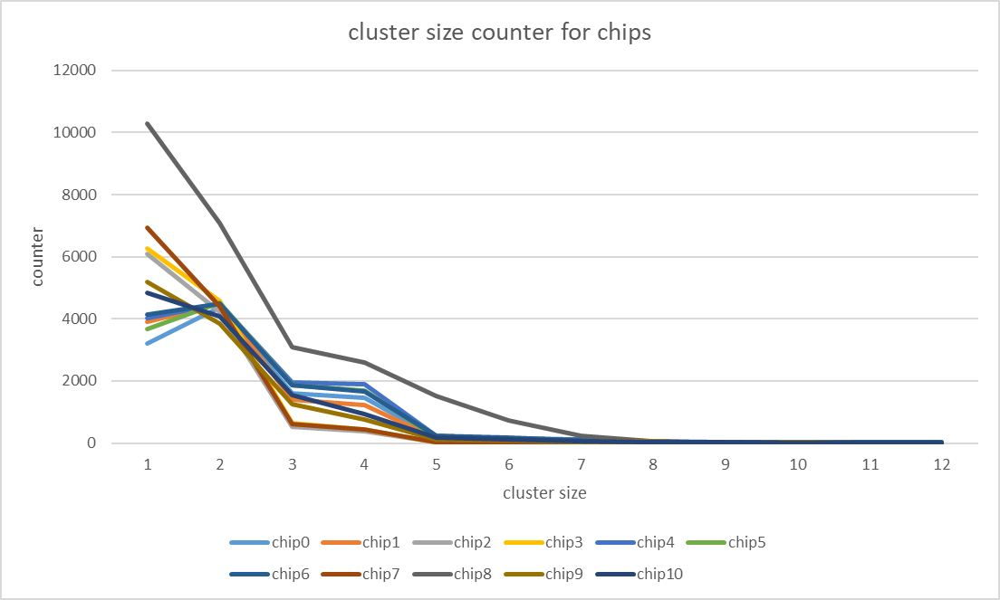 cluster size counter for chips
12000
10000
8000
6000
4000
2000
0
counter
1 2 3 4 5 6 7 8 9 10 11 12
cluster size
chip0 chip1 chip2 chip3 chip4 chip5
chip6 chip7 chip8 chip9 chip10